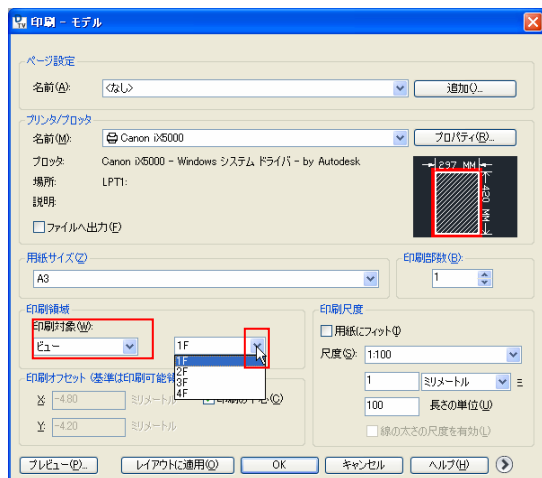 印刷 - モデル
ページ設定
名前(A): <なし> 追加()...
プリンタ/プロッタ
名前(M): Canon iX5000 プロパティ(R)...
プロッタ: Canon iX5000 - Windows システム ドライバ - by Autodesk
場所: LPT1:
説明:
ファイルへ出力(F)
297 MM
420 MM
用紙サイズ(Z)
A3
印刷部数(B):
1
印刷領域
印刷対象(W):
ビュー 1F
1F
2F
3F
4F
印刷尺度
用紙にフィット(I)
尺度(S): 1:100
1 ミリメートル =
100 長さの単位(U)
線の太さの尺度を有効(L)
印刷オフセット (基準は印刷可能領
印刷の中心(C)
X: -4.80 ミリメートル
Y: -4.20 ミリメートル
プレビュー(P)... レイアウトに適用(O) OK キャンセル ヘルプ(H)